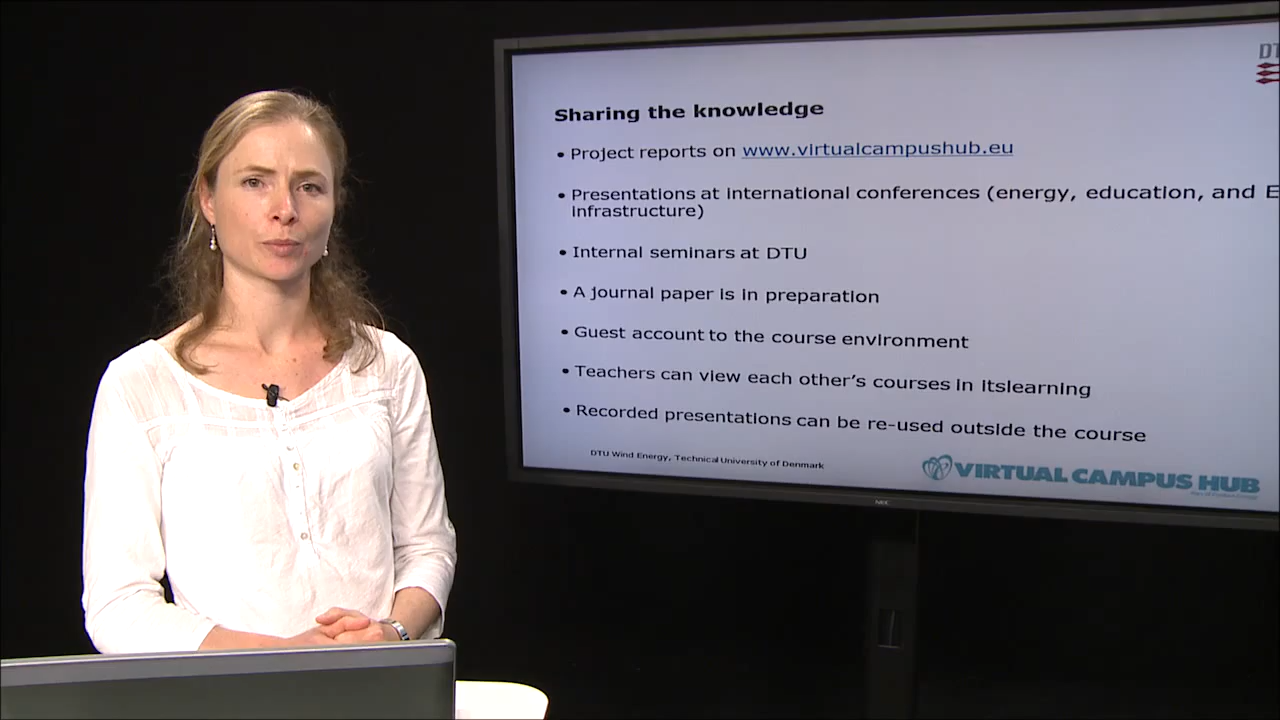 DT
Sharing the knowledge
• Project reports on www.virtualcampushub.eu
• Presentations at international conferences (energy, education, and E
infrastructure)
• Internal seminars at DTU
• A journal paper is in preparation
• Guest account to the course environment
• Teachers can view each other's courses in Itslearning
• Recorded presentations can be re-used outside the course
DTU Wind Energy, Technical University of Denmark
VIRTUAL CAMPUS HUB
NEC